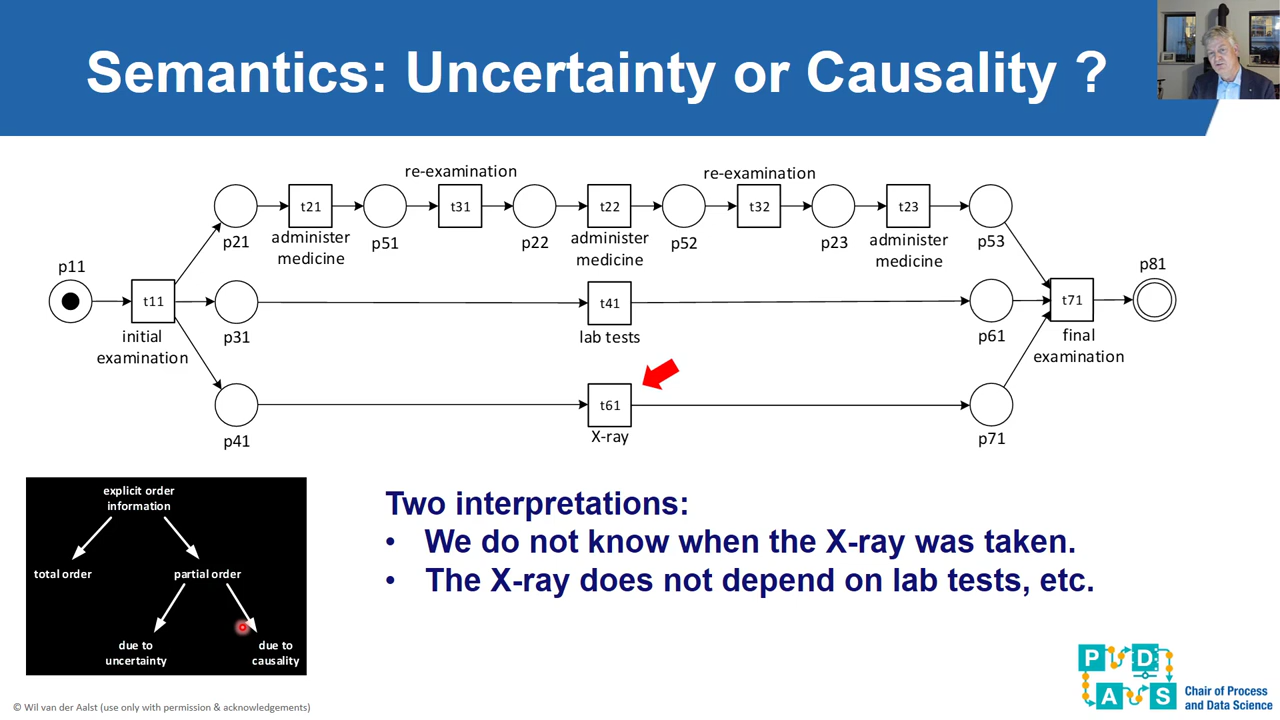 Semantics: Uncertainty or Causality ?
re-examination
re-examination
t21
t31
t22
t32
t23
p21
administer
medicine
p51
p22
administer
medicine
p52
p23
administer
medicine
p53
p11
p81
t11
t41
t71
initial
examination
p31
lab tests
p61
final
examination
t61
p41
X-ray
p71
explicit order
information
total order
partial order
due to
uncertainty
due to
causality
Two interpretations:
• We do not know when the X-ray was taken.
• The X-ray does not depend on lab tests, etc.
P D
A S
Chair of Process
and Data Science
© Wil van der Aalst (use only with permission & acknowledgements)